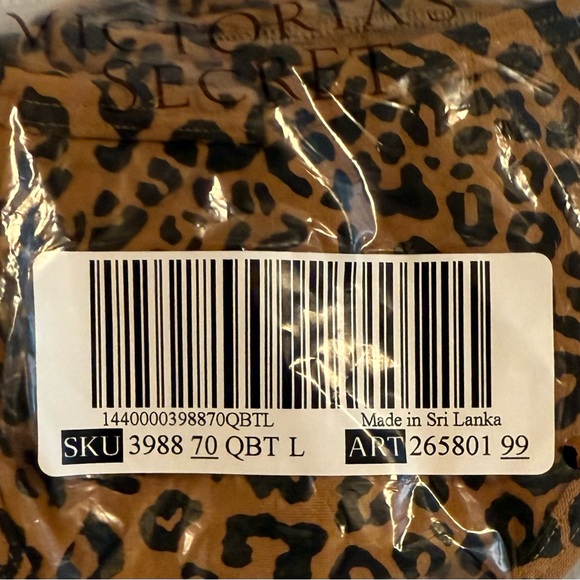 VICTORIA'S
SECRET
1440000398870QBTL
Made in Sri Lanka
SKU 3988 70 QBT L
ART 265801 99